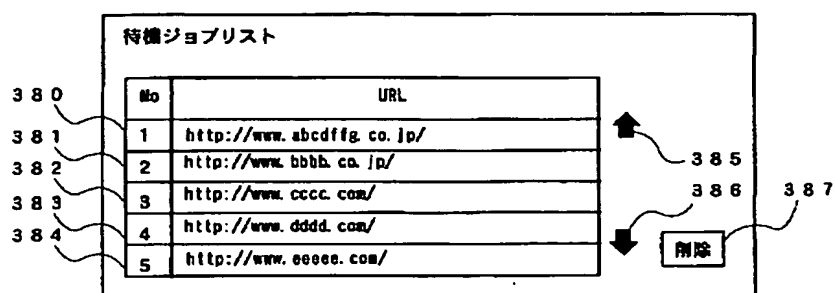 待機ジョブリスト
No URL
380 1 http://www.abcdffg.co.jp/
381 2 http://www.bbbb.co.jp/
385
382 3 http://www.cccc.com/
386 387
383 4 http://www.dddd.com/
384 5 http://www.eeeee.com/
削除